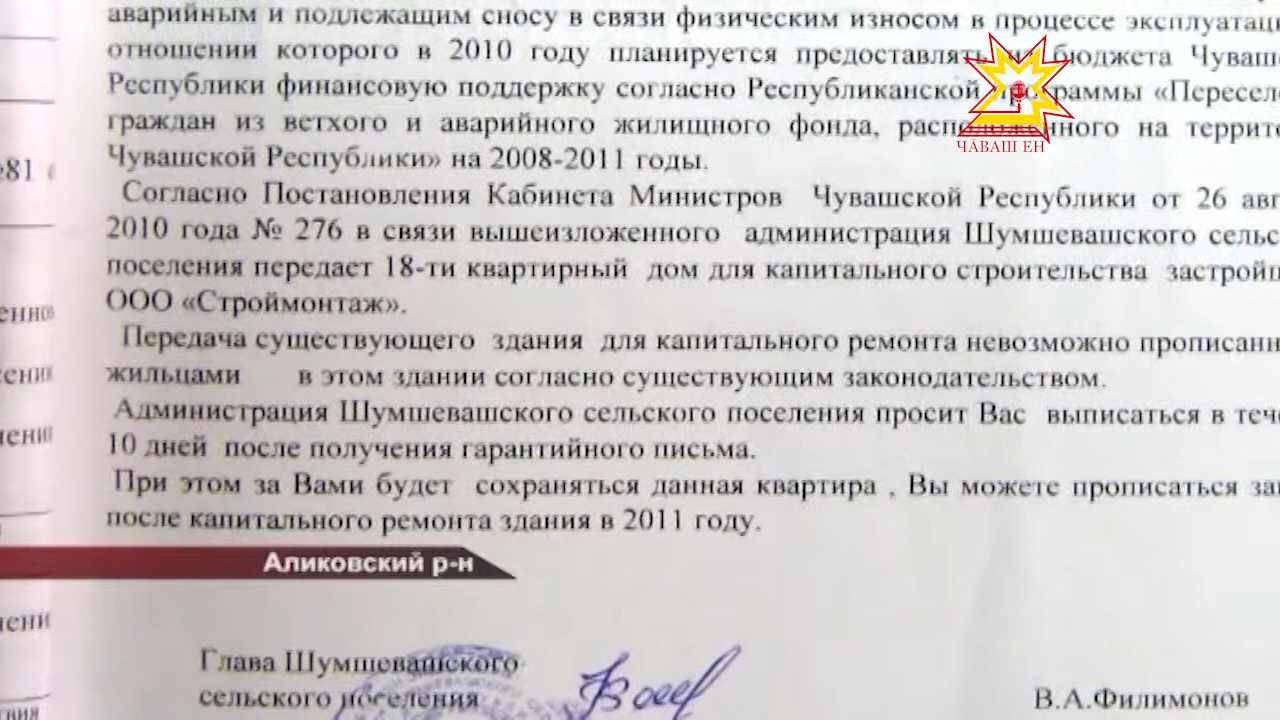 аварийным и подлежащим сносу в связи физическим износом в процессе эксплуатаци
отношении которого в 2010 году планируется предоставлять из бюджета Чуваш
Республики финансовую поддержку согласно Республиканской программы «Пересел
граждан из ветхого и аварийного жилищного фонда, расположенного на террито
Чувашской Республики» на 2008-2011 годы.
Согласно Постановления Кабинета Министров Чувашской Республики от 26 авг
2010 года № 276 в связи вышеизложенного администрация Шумшевашского сельс
поселения передает 18-ти квартирный дом для капитального строительства застройщ
ООО «Строймонтаж».
Передача существующего здания для капитального ремонта невозможно прописанн
жильцами в этом здании согласно существующим законодательством.
Администрация Шумшевашского сельского поселения просит Вас выписаться в тече
10 дней после получения гарантийного письма.
При этом за Вами будет сохраняться данная квартира , Вы можете прописаться за
после капитального ремонта здания в 2011 году.
Глава Шумшевашского
сельского поселения В.А.Филимонов
ЧĂВАШ ЕН
Аликовский р-н
№81